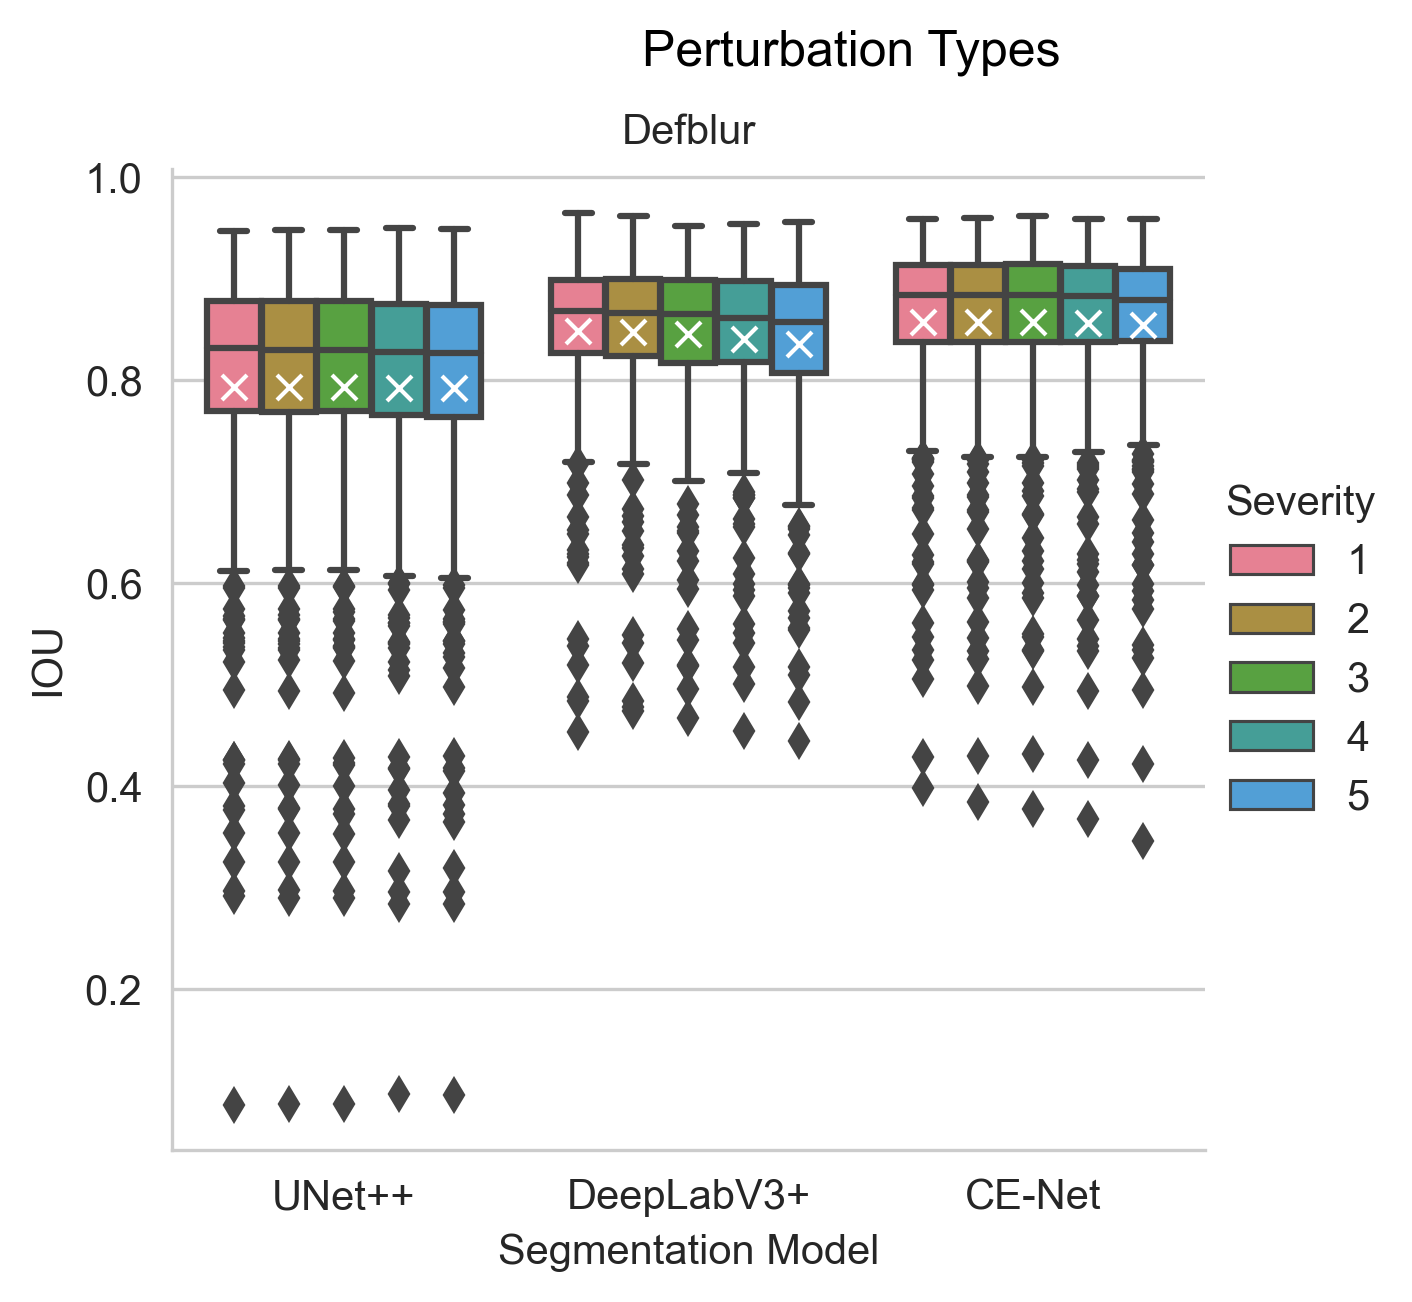 Perturbation Types
Defblur
1.0
0.8
0.6
0.4
0.2
IOU
UNet++
DeepLabV3+
CE-Net
Segmentation Model
Severity
1
2
3
4
5